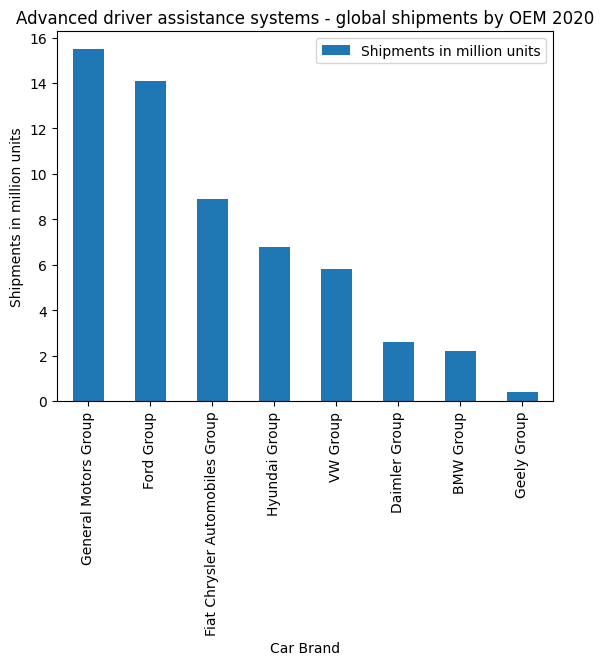 Advanced driver assistance systems - global shipments by OEM 2020
Shipments in million units
Shipments in million units
16
14
12
10
8
6
4
2
0
General Motors Group
Ford Group
Fiat Chrysler Automobiles Group
Hyundai Group
VW Group
Daimler Group
BMW Group
Geely Group
Car Brand